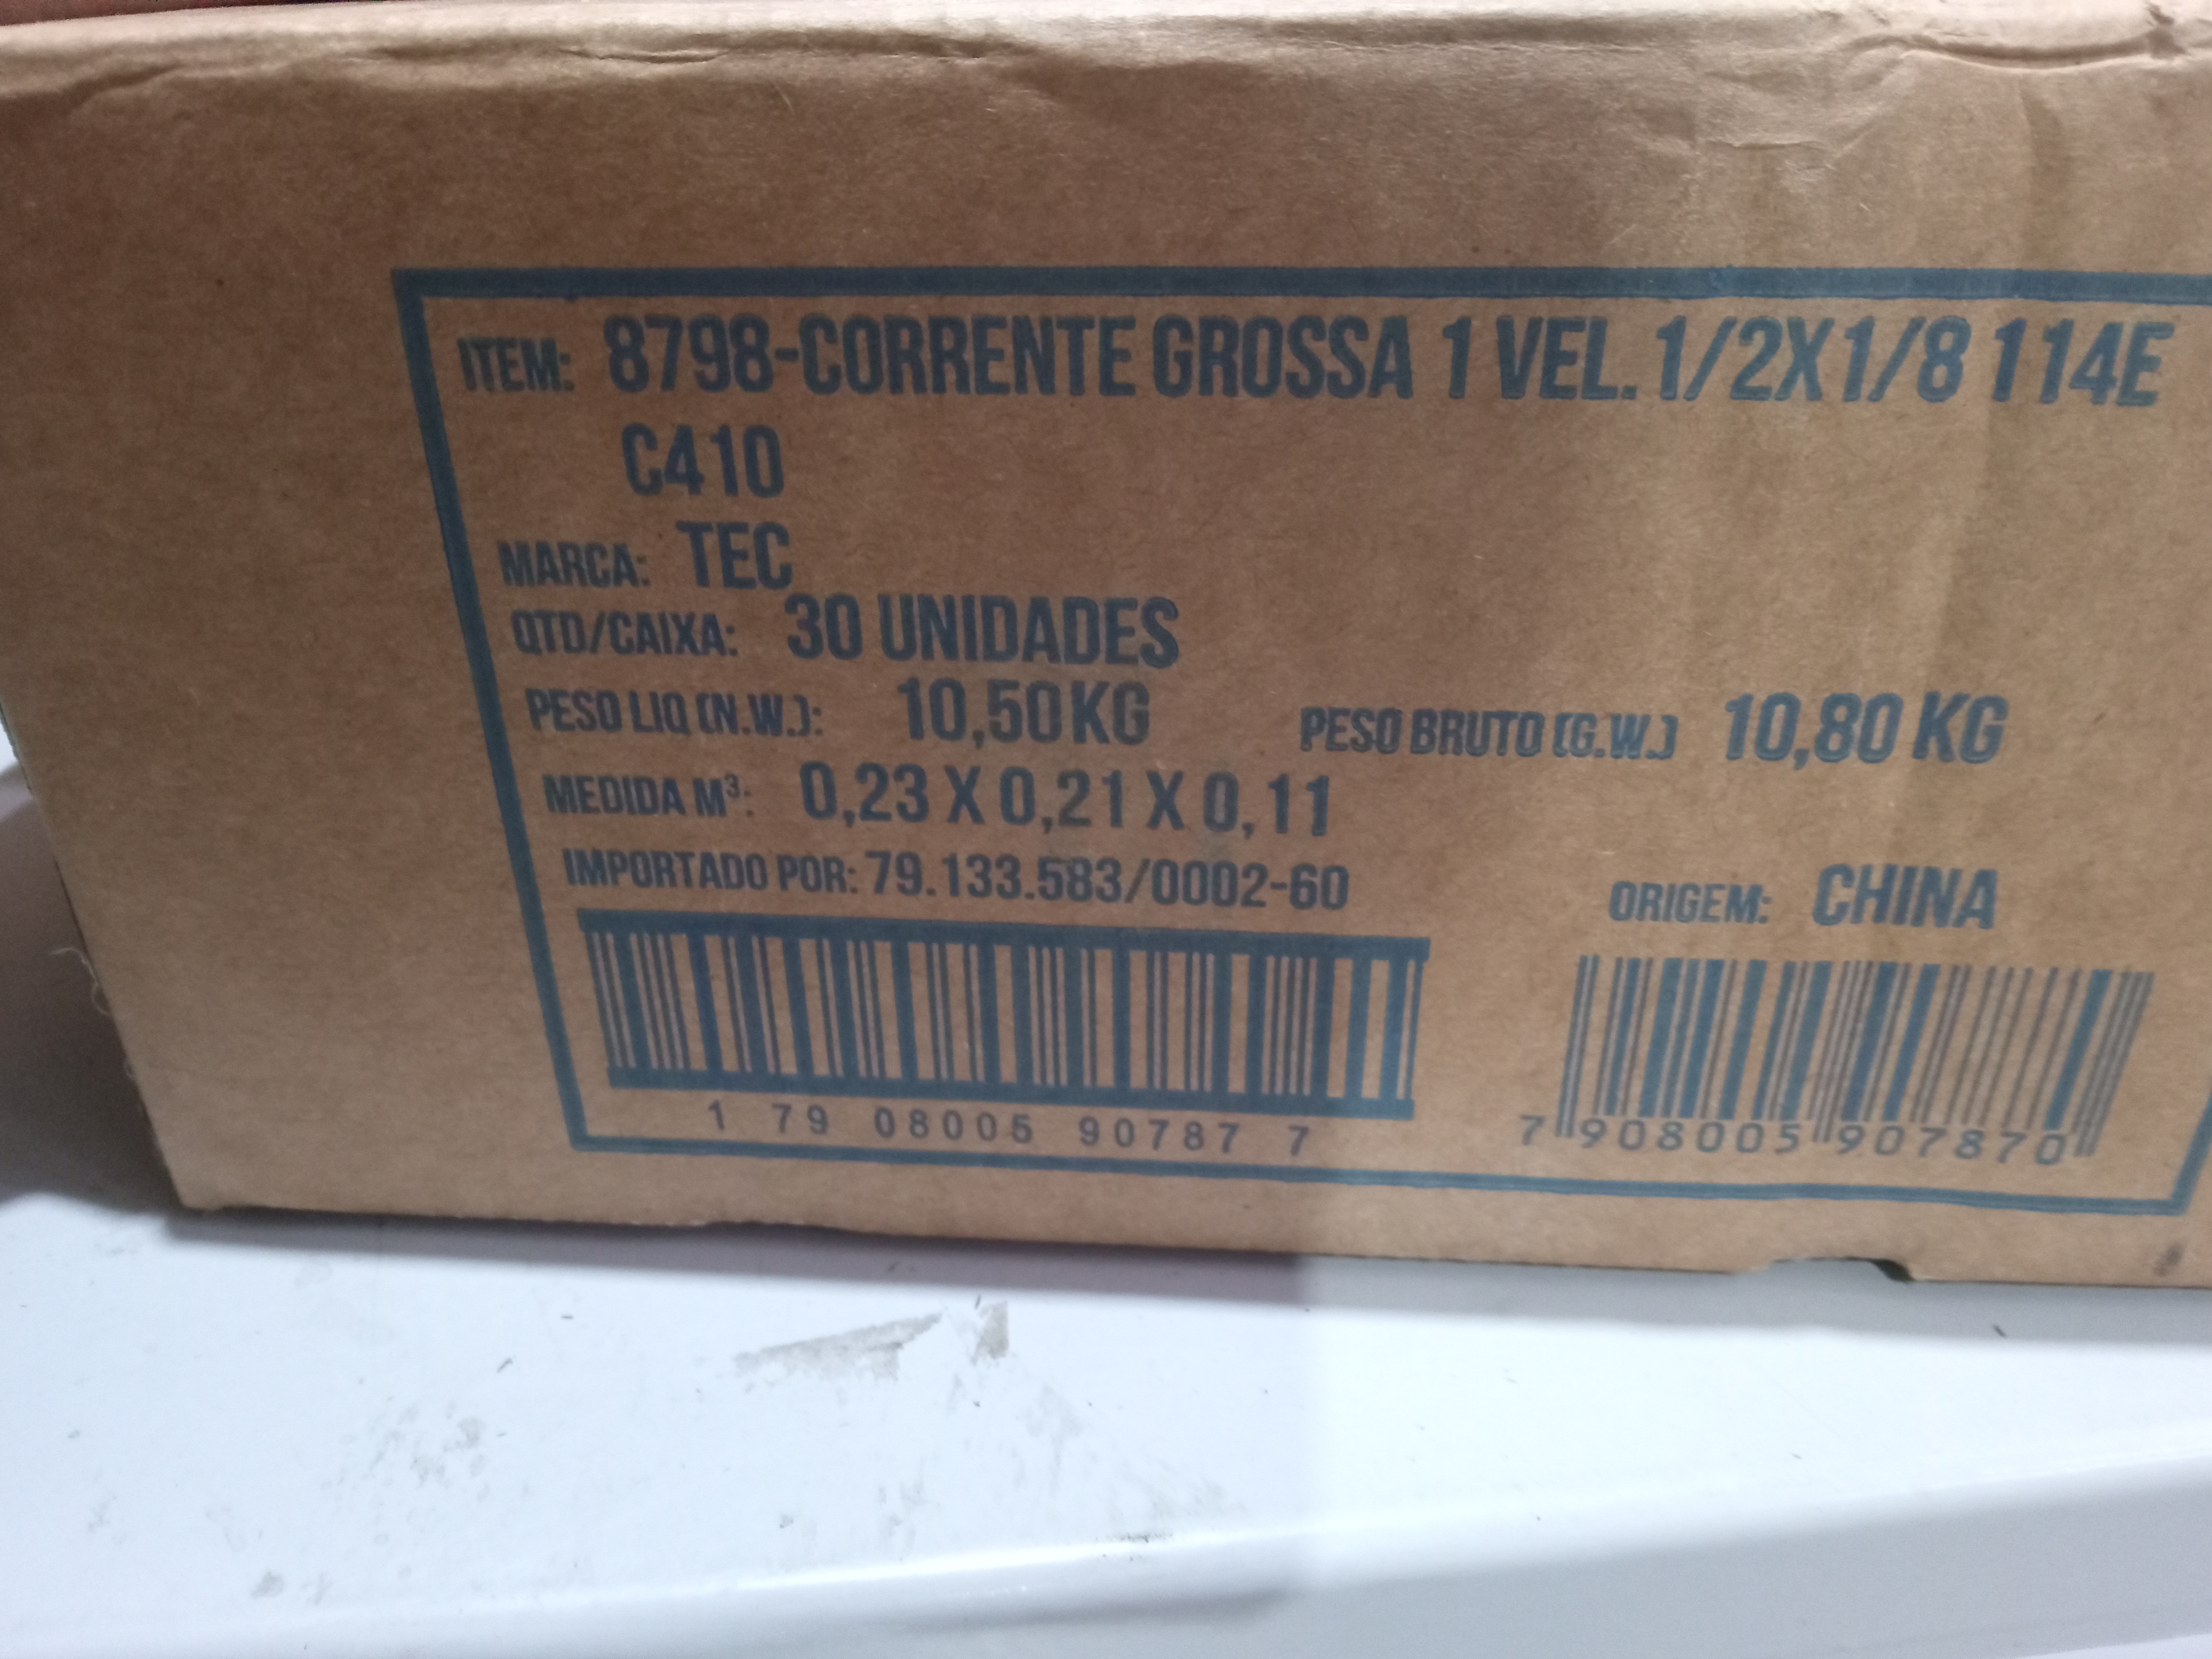 ITEM: 8798-CORRENTE GROSSA 1 VEL. 1/2X1/8 114E
C410
MARCA: TEC
QTD/CAIXA: 30 UNIDADES
PESO LIQ (N.W.): 10,50 KG PESO BRUTO (G.W.) 10,80 KG
MEDIDA M³: 0,23 X 0,21 X 0,11
IMPORTADO POR: 79.133.583/0002-60
ORIGEM: CHINA
1 79 08005 90787 7
7 908005 907870